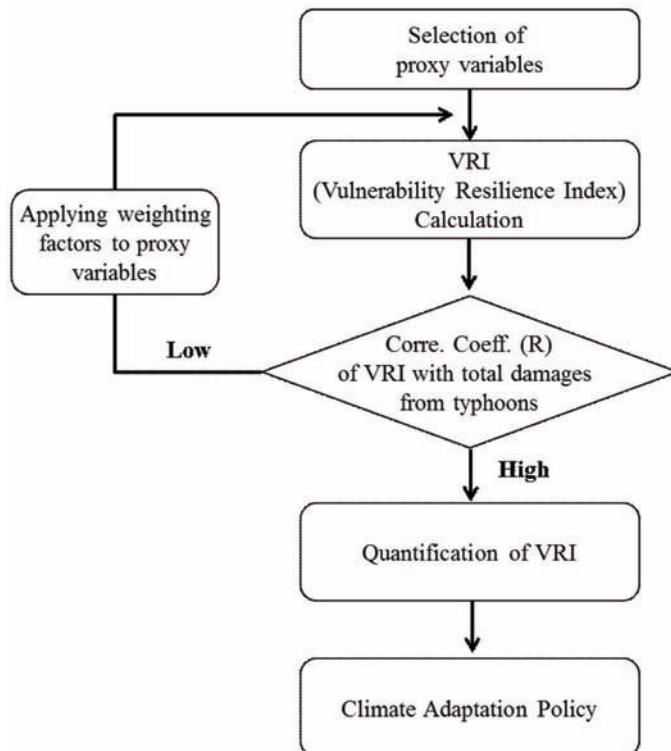 Selection of
proxy variables
VRI
(Vulnerability Resilience Index)
Calculation
Applying weighting
factors to proxy
variables
Low
Corre. Coeff. (R)
of VRI with total damages
from typhoons
High
Quantification of VRI
Climate Adaptation Policy